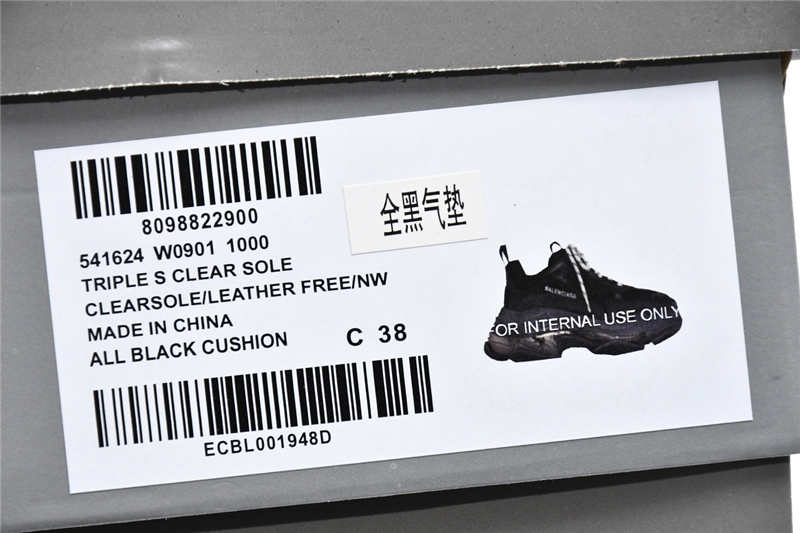 8098822900
全黑气垫
541624 W0901 1000
TRIPLE S CLEAR SOLE
CLEARSOLE/LEATHER FREE/NW
MADE IN CHINA
ALL BLACK CUSHION
C 38
BALENCIAGA
FOR INTERNAL USE ONLY
ECBL001948D